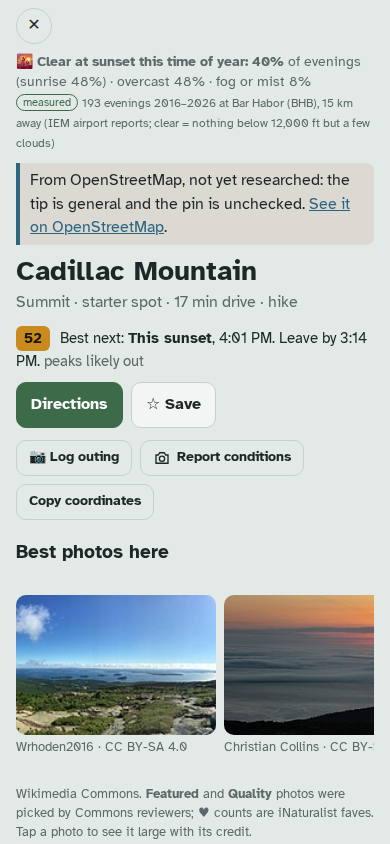 ✕
🌇 Clear at sunset this time of year: 40% of evenings
(sunrise 48%) · overcast 48% · fog or mist 8%
measured 193 evenings 2016–2026 at Bar Habor (BHB), 15 km
away (IEM airport reports; clear = nothing below 12,000 ft but a few
clouds)
From OpenStreetMap, not yet researched: the
tip is general and the pin is unchecked. See it
on OpenStreetMap.
Cadillac Mountain
Summit · starter spot · 17 min drive · hike
52 Best next: This sunset, 4:01 PM. Leave by 3:14
PM. peaks likely out
Directions ☆ Save
📷 Log outing Report conditions
Copy coordinates
Best photos here
Wrhoden2016 · CC BY-SA 4.0 Christian Collins · CC BY-S
Wikimedia Commons. Featured and Quality photos were
picked by Commons reviewers; ♥ counts are iNaturalist faves.
Tap a photo to see it large with its credit.